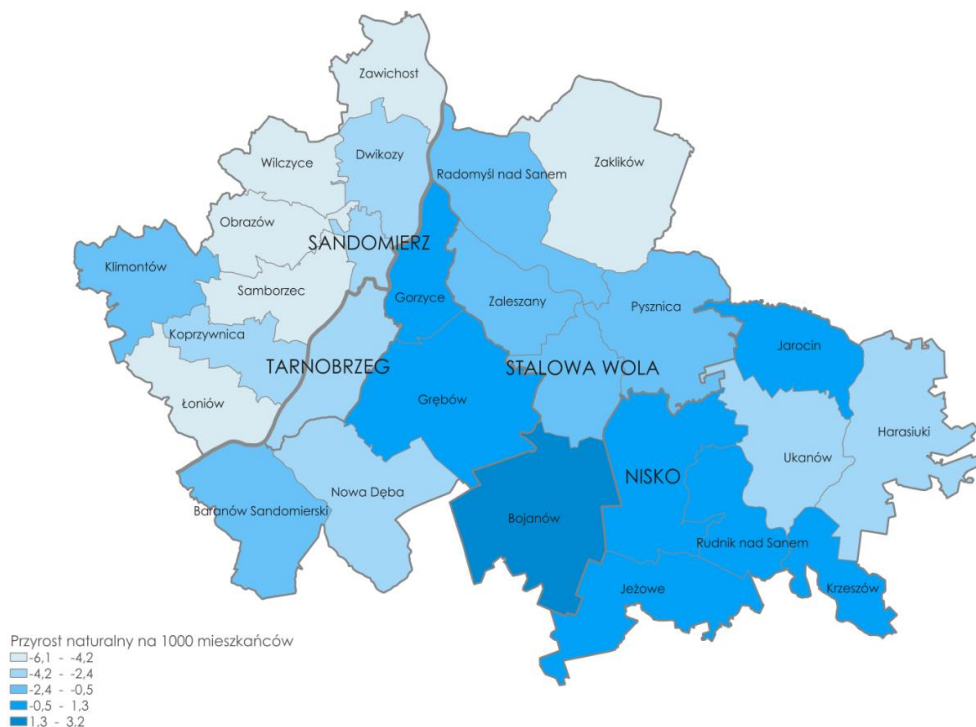 Zawichost
Dwikozy
Wilczyce
Zaklików
Radomyśl nad Sanem
Obrazów
SANDOMIERZ
Klimontów
Samborzec
Gorzyce
Zaleszany
Pysznica
Koprzywnica
Jarocin
TARNOBRZEG
STALOWA WOLA
Łoniów
Grębów
Harasiuki
Ukanów
NISKO
Nowa Dęba
Baranów Sandomierski
Bojanów
Rudnik nad Sanem
Jeżowe
Krzeszów
Przyrost naturalny na 1000 mieszkańców
-6,1 - -4,2
-4,2 - -2,4
-2,4 - -0,5
-0,5 - 1,3
1,3 - 3,2